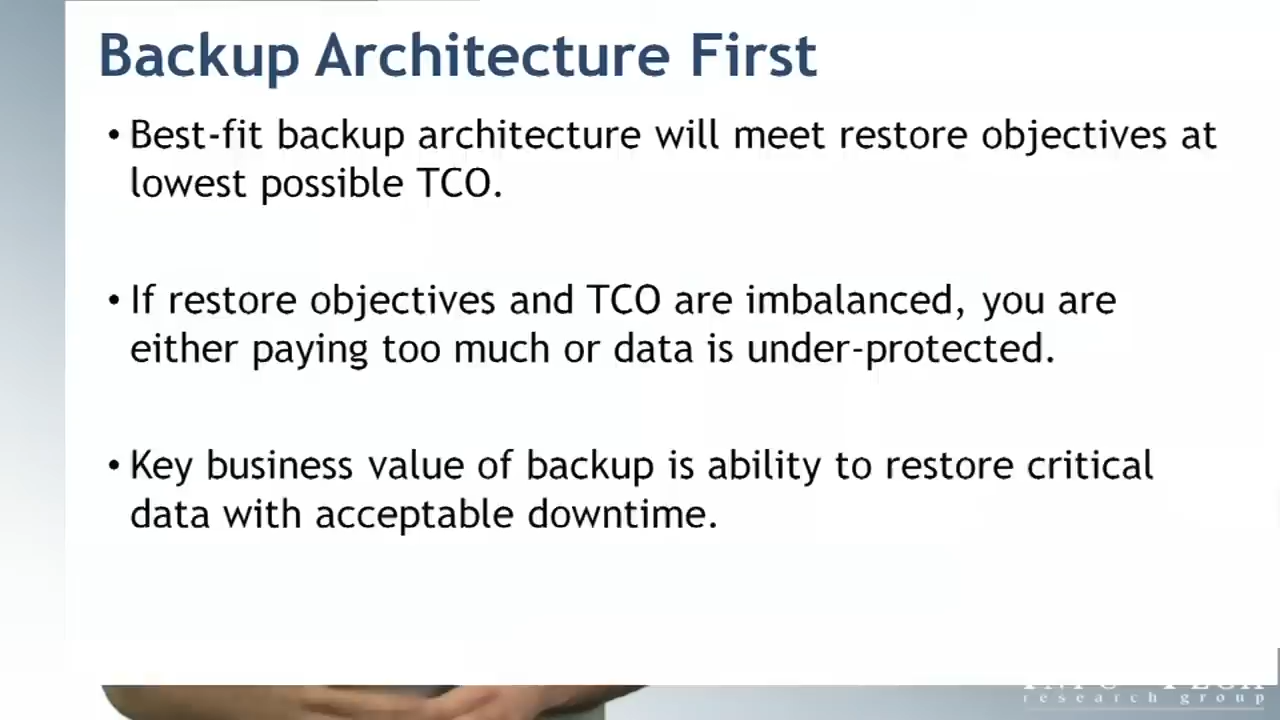 Backup Architecture First
• Best-fit backup architecture will meet restore objectives at
lowest possible TCO.
• If restore objectives and TCO are imbalanced, you are
either paying too much or data is under-protected.
• Key business value of backup is ability to restore critical
data with acceptable downtime.
research group